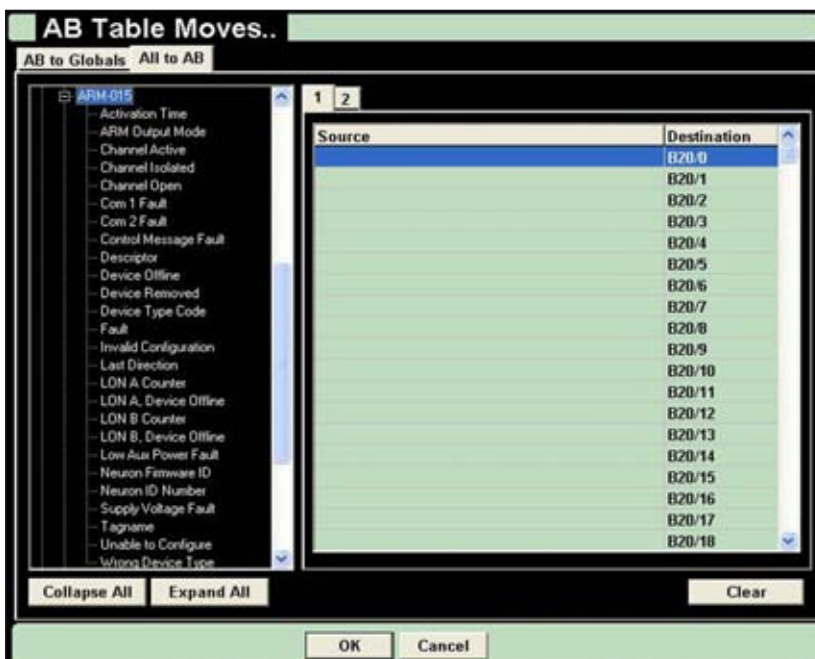 AB Table Moves..
AB to Globals All to AB
ARM-015
Activation Time
ARM Output Mode
Channel Active
Channel Isolated
Channel Open
Com 1 Fault
Com 2 Fault
Control Message Fault
Descriptor
Device Offline
Device Removed
Device Type Code
Fault
Invalid Configuration
Last Direction
LON A Counter
LON A, Device Offline
LON B Counter
LON B, Device Offline
Low Aux Power Fault
Neuron Firmware ID
Neuron ID Number
Supply Voltage Fault
Tagname
Unable to Configure
Wrong Device Type
1 2
Source Destination
B20/0
B20/1
B20/2
B20/3
B20/4
B20/5
B20/6
B20/7
B20/8
B20/9
B20/10
B20/11
B20/12
B20/13
B20/14
B20/15
B20/16
B20/17
B20/18
Collapse All Expand All Clear
OK Cancel